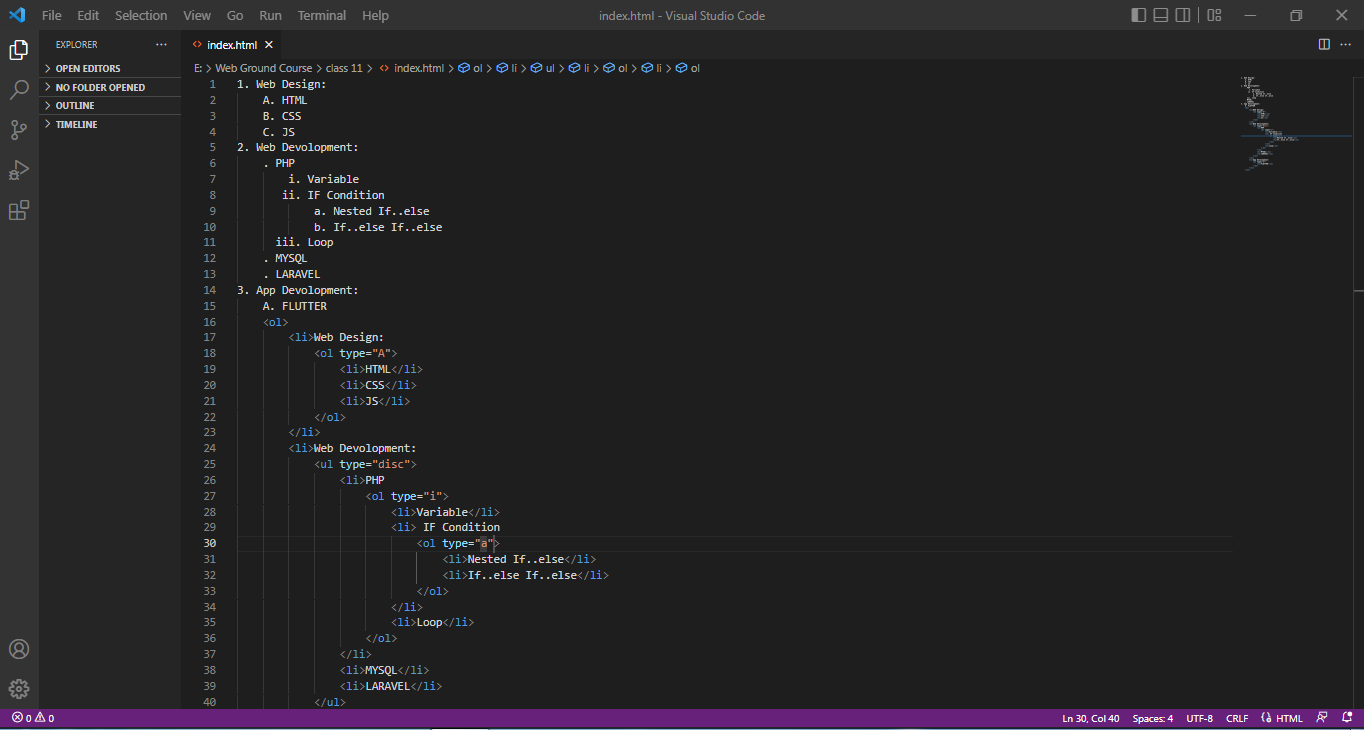 File Edit Selection View Go Run Terminal Help index.html - Visual Studio Code
EXPLORER ··· <> index.html ×
E: > Web Ground Course > class 11 > <> index.html > ol > li > ul > li > ol > li > ol
> OPEN EDITORS
> NO FOLDER OPENED
> OUTLINE
> TIMELINE
1 1. Web Design:
2 A. HTML
3 B. CSS
4 C. JS
5 2. Web Devolopment:
6 . PHP
7 i. Variable
8 ii. IF Condition
9 a. Nested If..else
10 b. If..else If..else
11 iii. Loop
12 . MYSQL
13 . LARAVEL
14 3. App Devolopment:
15 A. FLUTTER
16 <ol>
17 <li>Web Design:
18 <ol type="A">
19 <li>HTML</li>
20 <li>CSS</li>
21 <li>JS</li>
22 </ol>
23 </li>
24 <li>Web Devolopment:
25 <ul type="disc">
26 <li>PHP
27 <ol type="i">
28 <li>Variable</li>
29 <li> IF Condition
30 <ol type="a">
31 <li>Nested If..else</li>
32 <li>If..else If..else</li>
33 </ol>
34 </li>
35 <li>Loop</li>
36 </ol>
37 </li>
38 <li>MYSQL</li>
39 <li>LARAVEL</li>
40 </ul>
0 0 Ln 30, Col 40 Spaces: 4 UTF-8 CRLF HTML